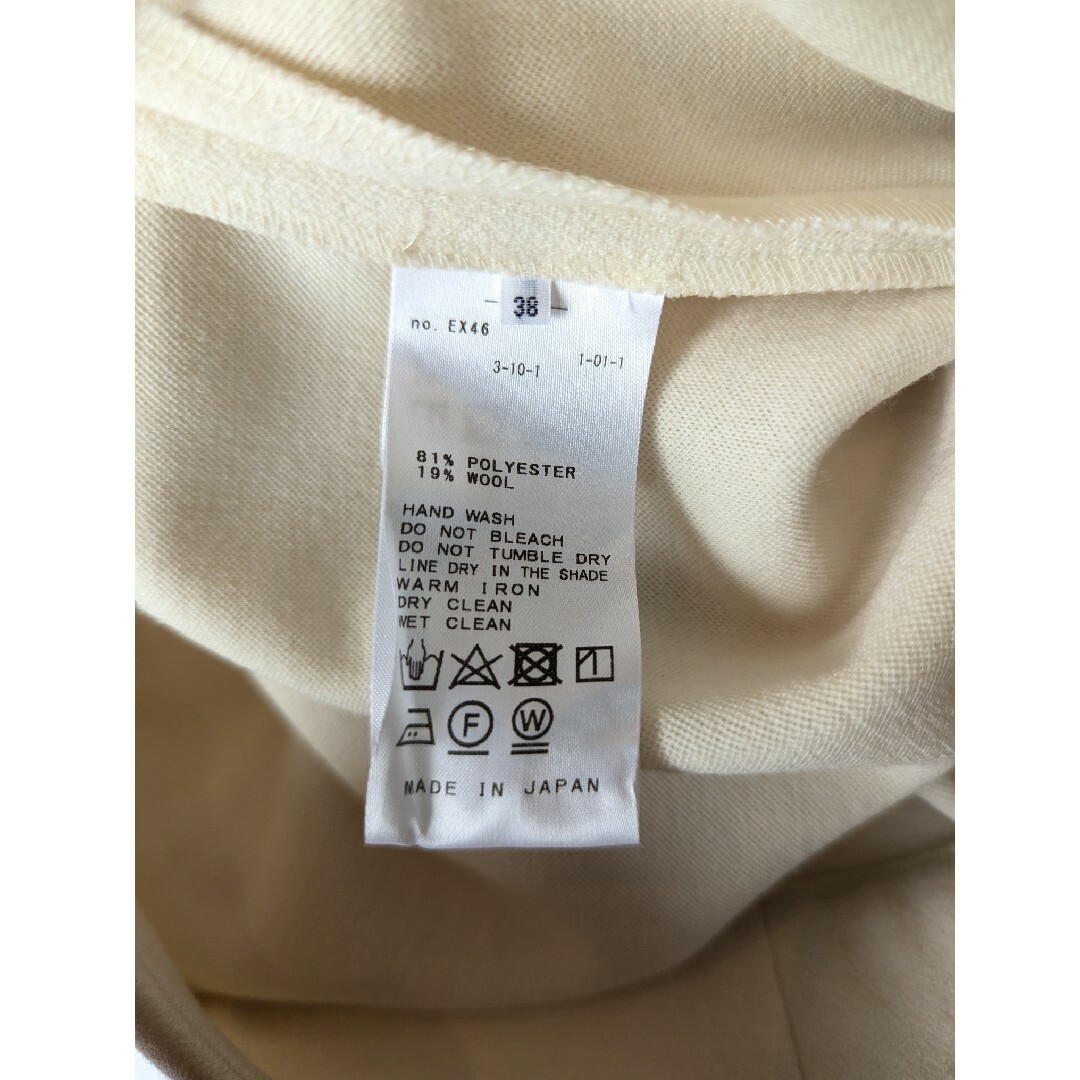 38
no. EX46
3-10-1 1-01-1
81% POLYESTER
19% WOOL
HAND WASH
DO NOT BLEACH
DO NOT TUMBLE DRY
LINE DRY IN THE SHADE
WARM IRON
DRY CLEAN
WET CLEAN
F W
MADE IN JAPAN